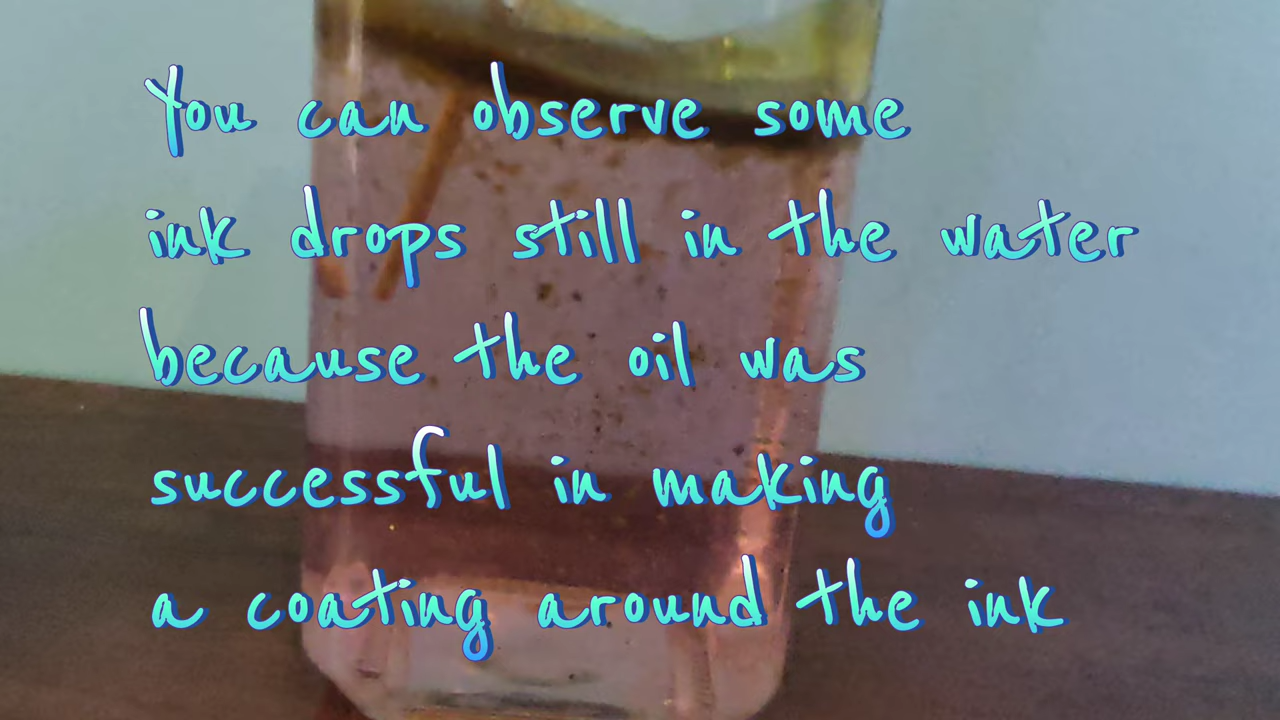 You can observe some
ink drops still in the water
because the oil was
successful in making
a coating around the ink